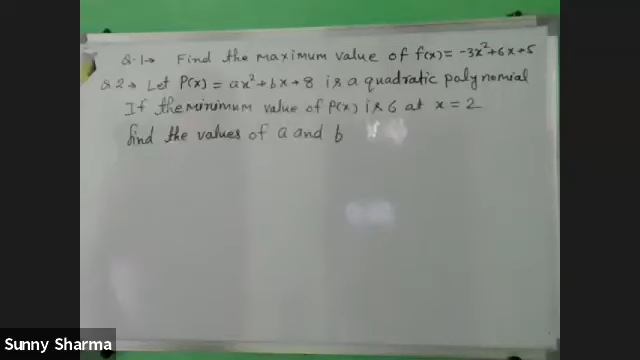 Q.1→ Find the maximum value of f(x) = -3x²+6x+5
Q.2→ Let P(x) = ax²+bx+8 is a quadratic polynomial
If the minimum value of P(x) is 6 at x = 2
find the values of a and b
Sunny Sharma